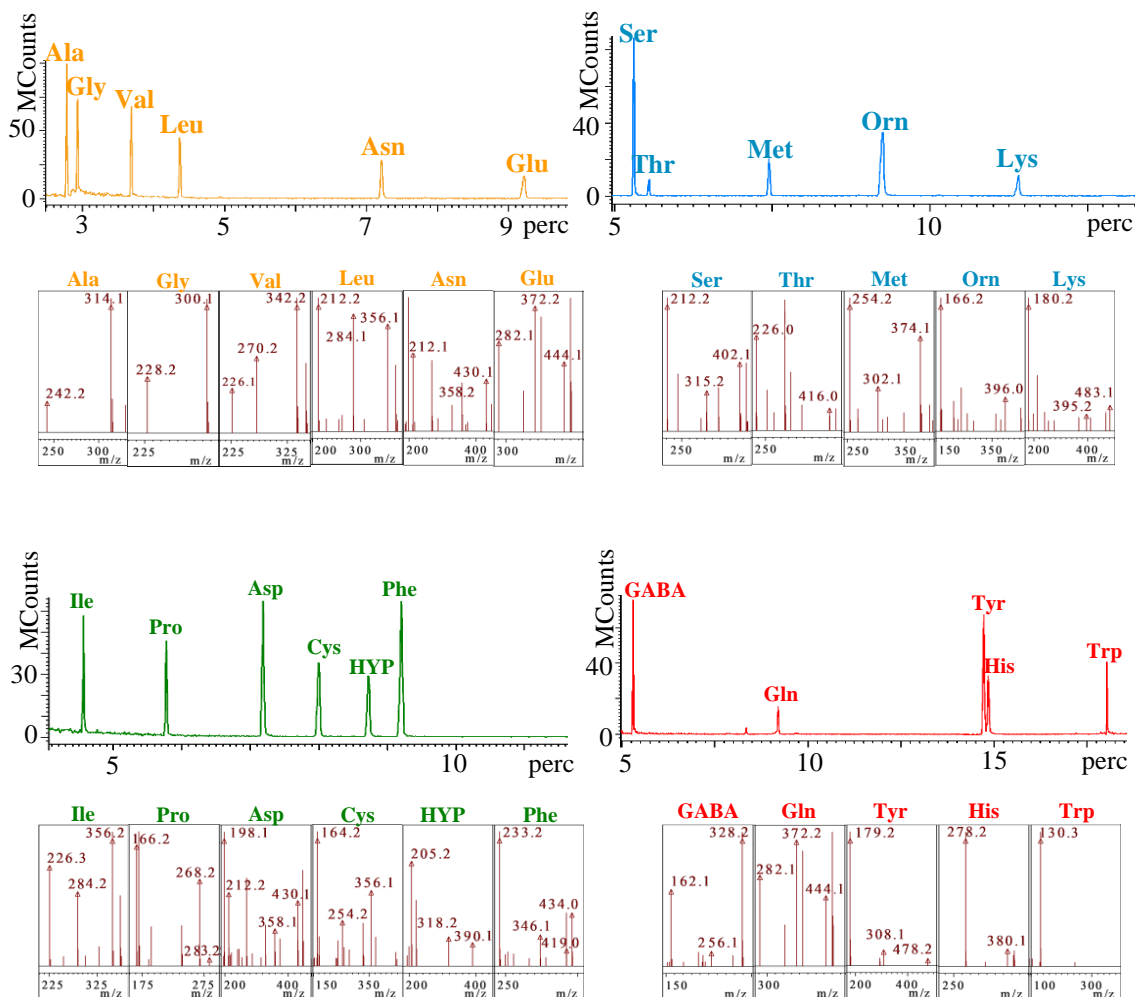 MCounts
Ala
Gly
Val
Leu
Asn
Glu
50
0
3
5
7
9
perc
MCounts
Ser
Thr
Met
Orn
Lys
40
0
5
10
perc
Ala
Gly
Val
Leu
Asn
Glu
314.1
242.2
250
300
m/z
300.1
228.2
225
m/z
342.2
270.2
226.1
225
325
m/z
212.2
356.1
284.1
200
300
m/z
212.1
430.1
358.2
200
400
m/z
372.2
282.1
444.1
300
m/z
Ser
Thr
Met
Orn
Lys
212.2
402.1
315.2
250
m/z
226.0
416.0
250
m/z
254.2
374.1
302.1
250
350
m/z
166.2
396.0
150
350
m/z
180.2
483.1
395.2
200
400
m/z
MCounts
Ile
Pro
Asp
Cys
HYP
Phe
30
0
5
10
perc
MCounts
GABA
Gln
Tyr
His
Trp
40
0
5
10
15
perc
Ile
Pro
Asp
Cys
HYP
Phe
356.2
226.3
284.2
225
325
m/z
166.2
268.2
283.2
175
275
m/z
198.1
212.2
430.1
358.1
200
400
m/z
164.2
356.1
254.2
150
350
m/z
205.2
318.2
390.1
200
400
m/z
233.2
434.0
346.1
419.0
250
m/z
GABA
Gln
Tyr
His
Trp
328.2
162.1
256.1
150
m/z
372.2
282.1
444.1
300
m/z
179.2
308.1
478.2
200
400
m/z
278.2
380.1
250
m/z
130.3
100
300
m/z